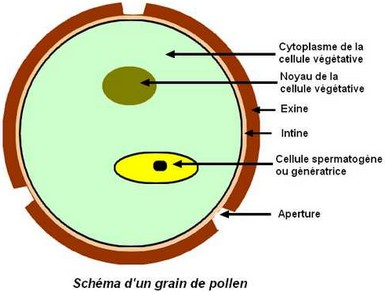 Cytoplasme de la
cellule végétative
Noyau de la
cellule végétative
Exine
Intine
Cellule spermatogène
ou génératrice
Aperture
Schéma d'un grain de pollen